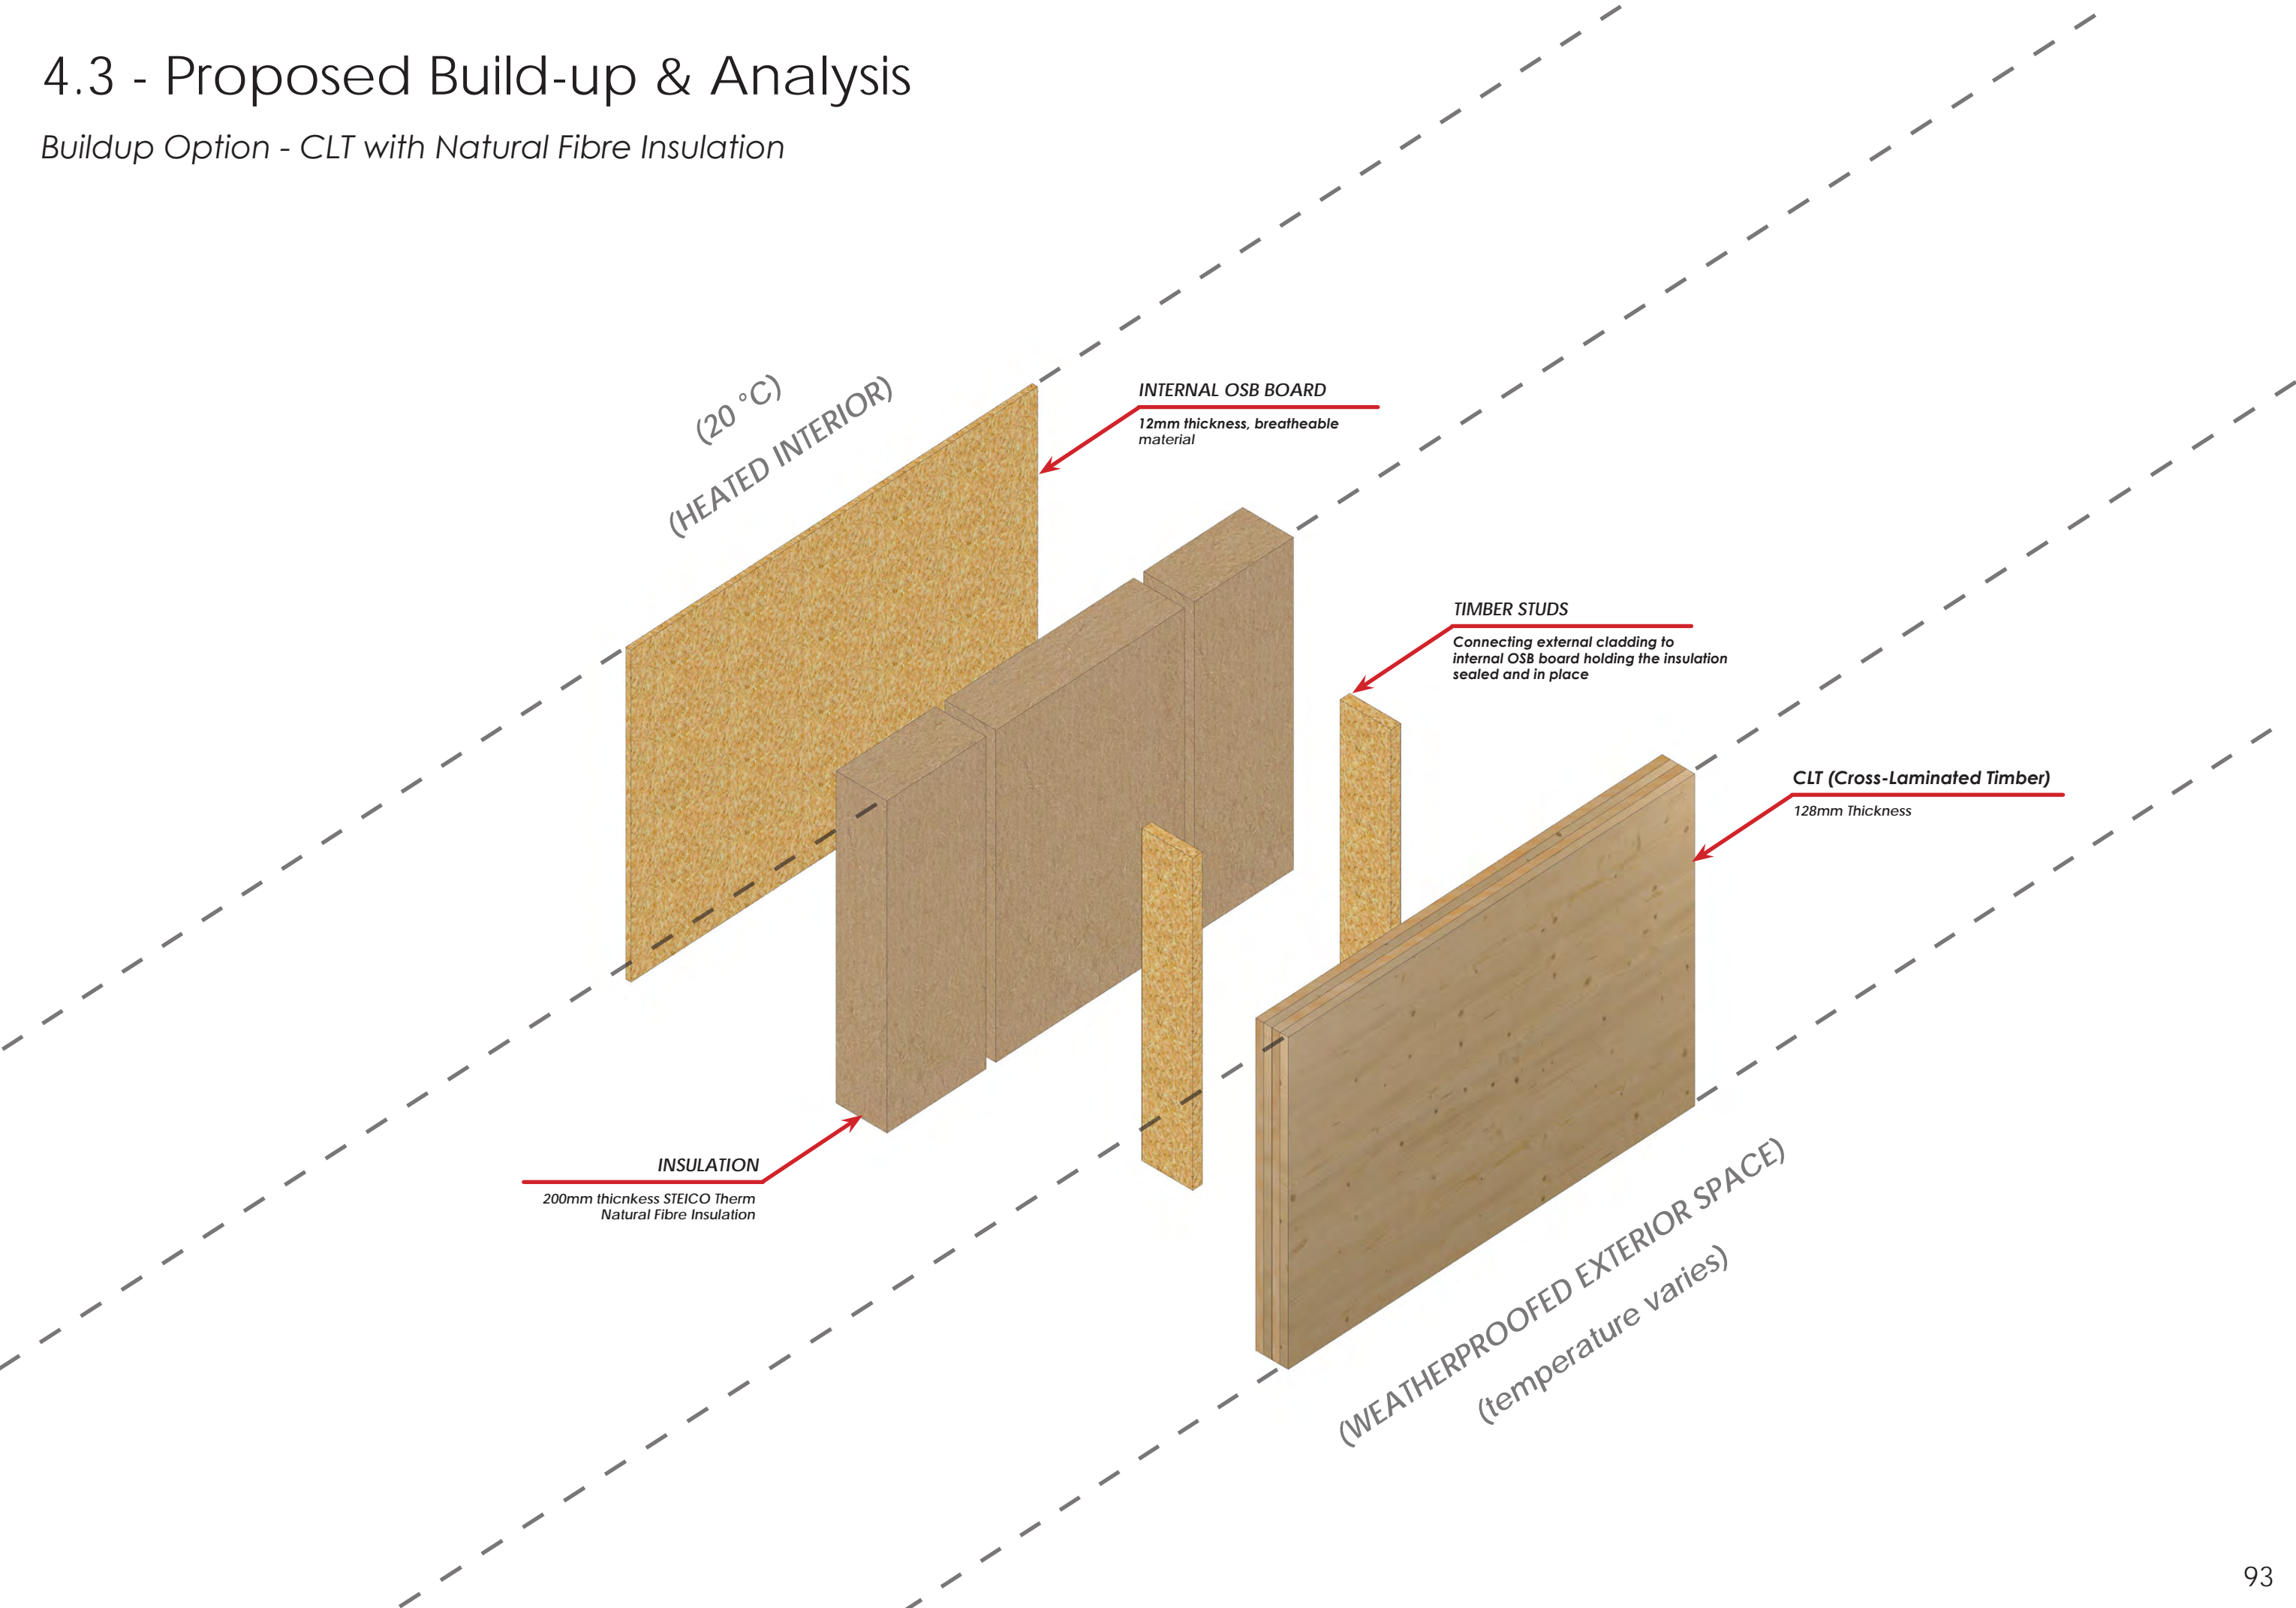 4.3 - Proposed Build-up & Analysis
Buildup Option - CLT with Natural Fibre Insulation
(20 °C)
(HEATED INTERIOR)
INTERNAL OSB BOARD
12mm thickness, breatheable
material
TIMBER STUDS
Connecting external cladding to
internal OSB board holding the insulation
sealed and in place
CLT (Cross-Laminated Timber)
128mm Thickness
INSULATION
200mm thicnkess STEICO Therm
Natural Fibre Insulation
(WEATHERPROOFED EXTERIOR SPACE)
(temperature varies)
93